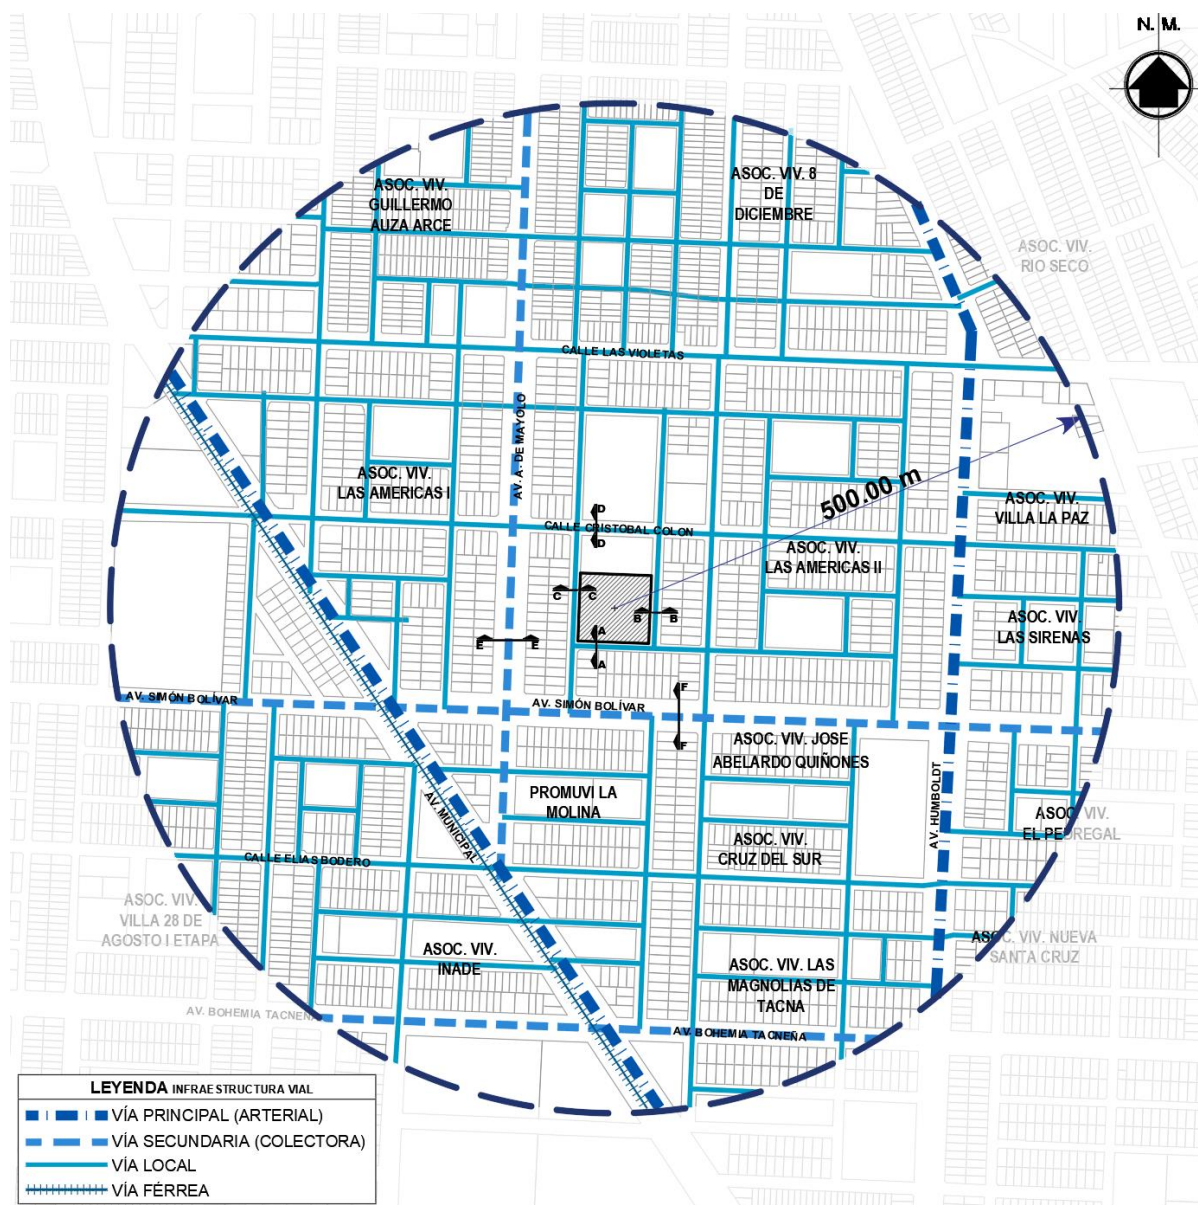 N. M.
ASOC. VIV.
GUILLERMO
AUZA ARCE
ASOC. VIV. 8
DE
DICIEMBRE
ASOC. VIV.
RIO SECO
CALLE LAS VIOLETAS
AV. A. DE MAYOLO
ASOC. VIV.
LAS AMERICAS I
500.00 m
ASOC. VIV.
VILLA LA PAZ
D
CALLE CRISTOBAL COLON
D
ASOC. VIV.
LAS AMERICAS II
C C
B B
ASOC. VIV.
LAS SIRENAS
A
E E
A
F
AV. SIMÓN BOLÍVAR
AV. SIMÓN BOLÍVAR
F
ASOC. VIV. JOSE
ABELARDO QUIÑONES
PROMUVI LA
MOLINA
AV. MUNICIPAL
AV. HUMBOLDT
ASOC. VIV.
EL PEDREGAL
ASOC. VIV.
CRUZ DEL SUR
CALLE ELIAS BODERO
ASOC. VIV.
VILLA 28 DE
AGOSTO I ETAPA
ASOC. VIV.
INADE
ASOC. VIV. NUEVA
SANTA CRUZ
ASOC. VIV. LAS
MAGNOLIAS DE
TACNA
AV. BOHEMIA TACNEÑA
AV. BOHEMIA TACNEÑA
LEYENDA INFRAESTRUCTURA VIAL
VÍA PRINCIPAL (ARTERIAL)
VÍA SECUNDARIA (COLECTORA)
VÍA LOCAL
VÍA FÉRREA